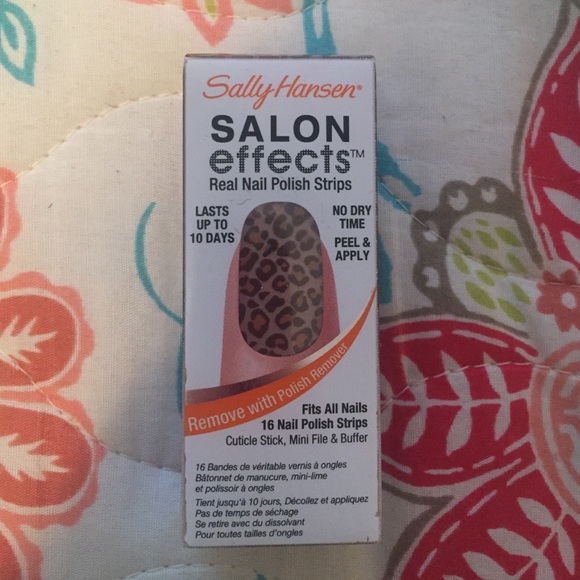 Sally Hansen®
SALON
effects™
Real Nail Polish Strips
LASTS
UP TO
10 DAYS
NO DRY
TIME
PEEL &
APPLY
Remove with Polish Remover
Fits All Nails
16 Nail Polish Strips
Cuticle Stick, Mini File & Buffer
16 Bandes de véritable vernis à ongles
Bâtonnet de manucure, mini-lime
et polissoir à ongles
Tient jusqu'à 10 jours, Décollez et appliquez
Pas de temps de séchage
Se retire avec du dissolvant
Pour toutes tailles d'ongles